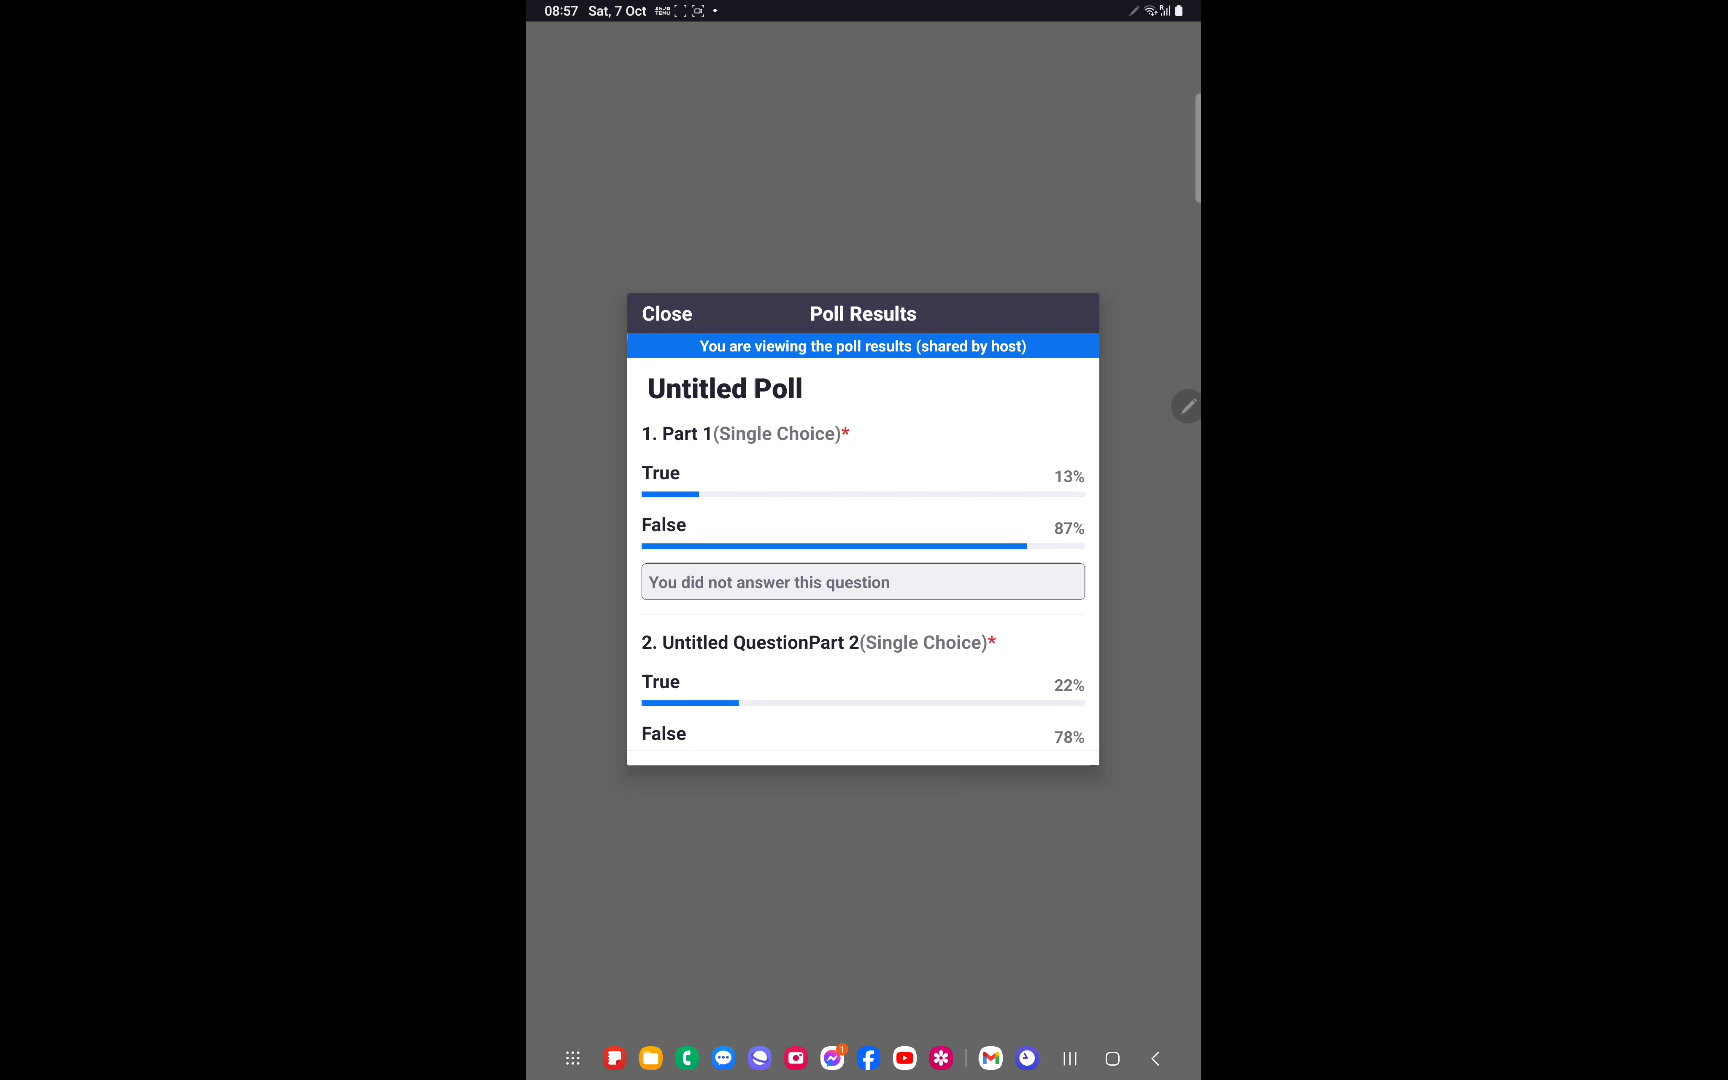 08:57 Sat, 7 Oct
Close Poll Results
You are viewing the poll results (shared by host)
Untitled Poll
1. Part 1(Single Choice)*
True 13%
False 87%
You did not answer this question
2. Untitled QuestionPart 2(Single Choice)*
True 22%
False 78%
1